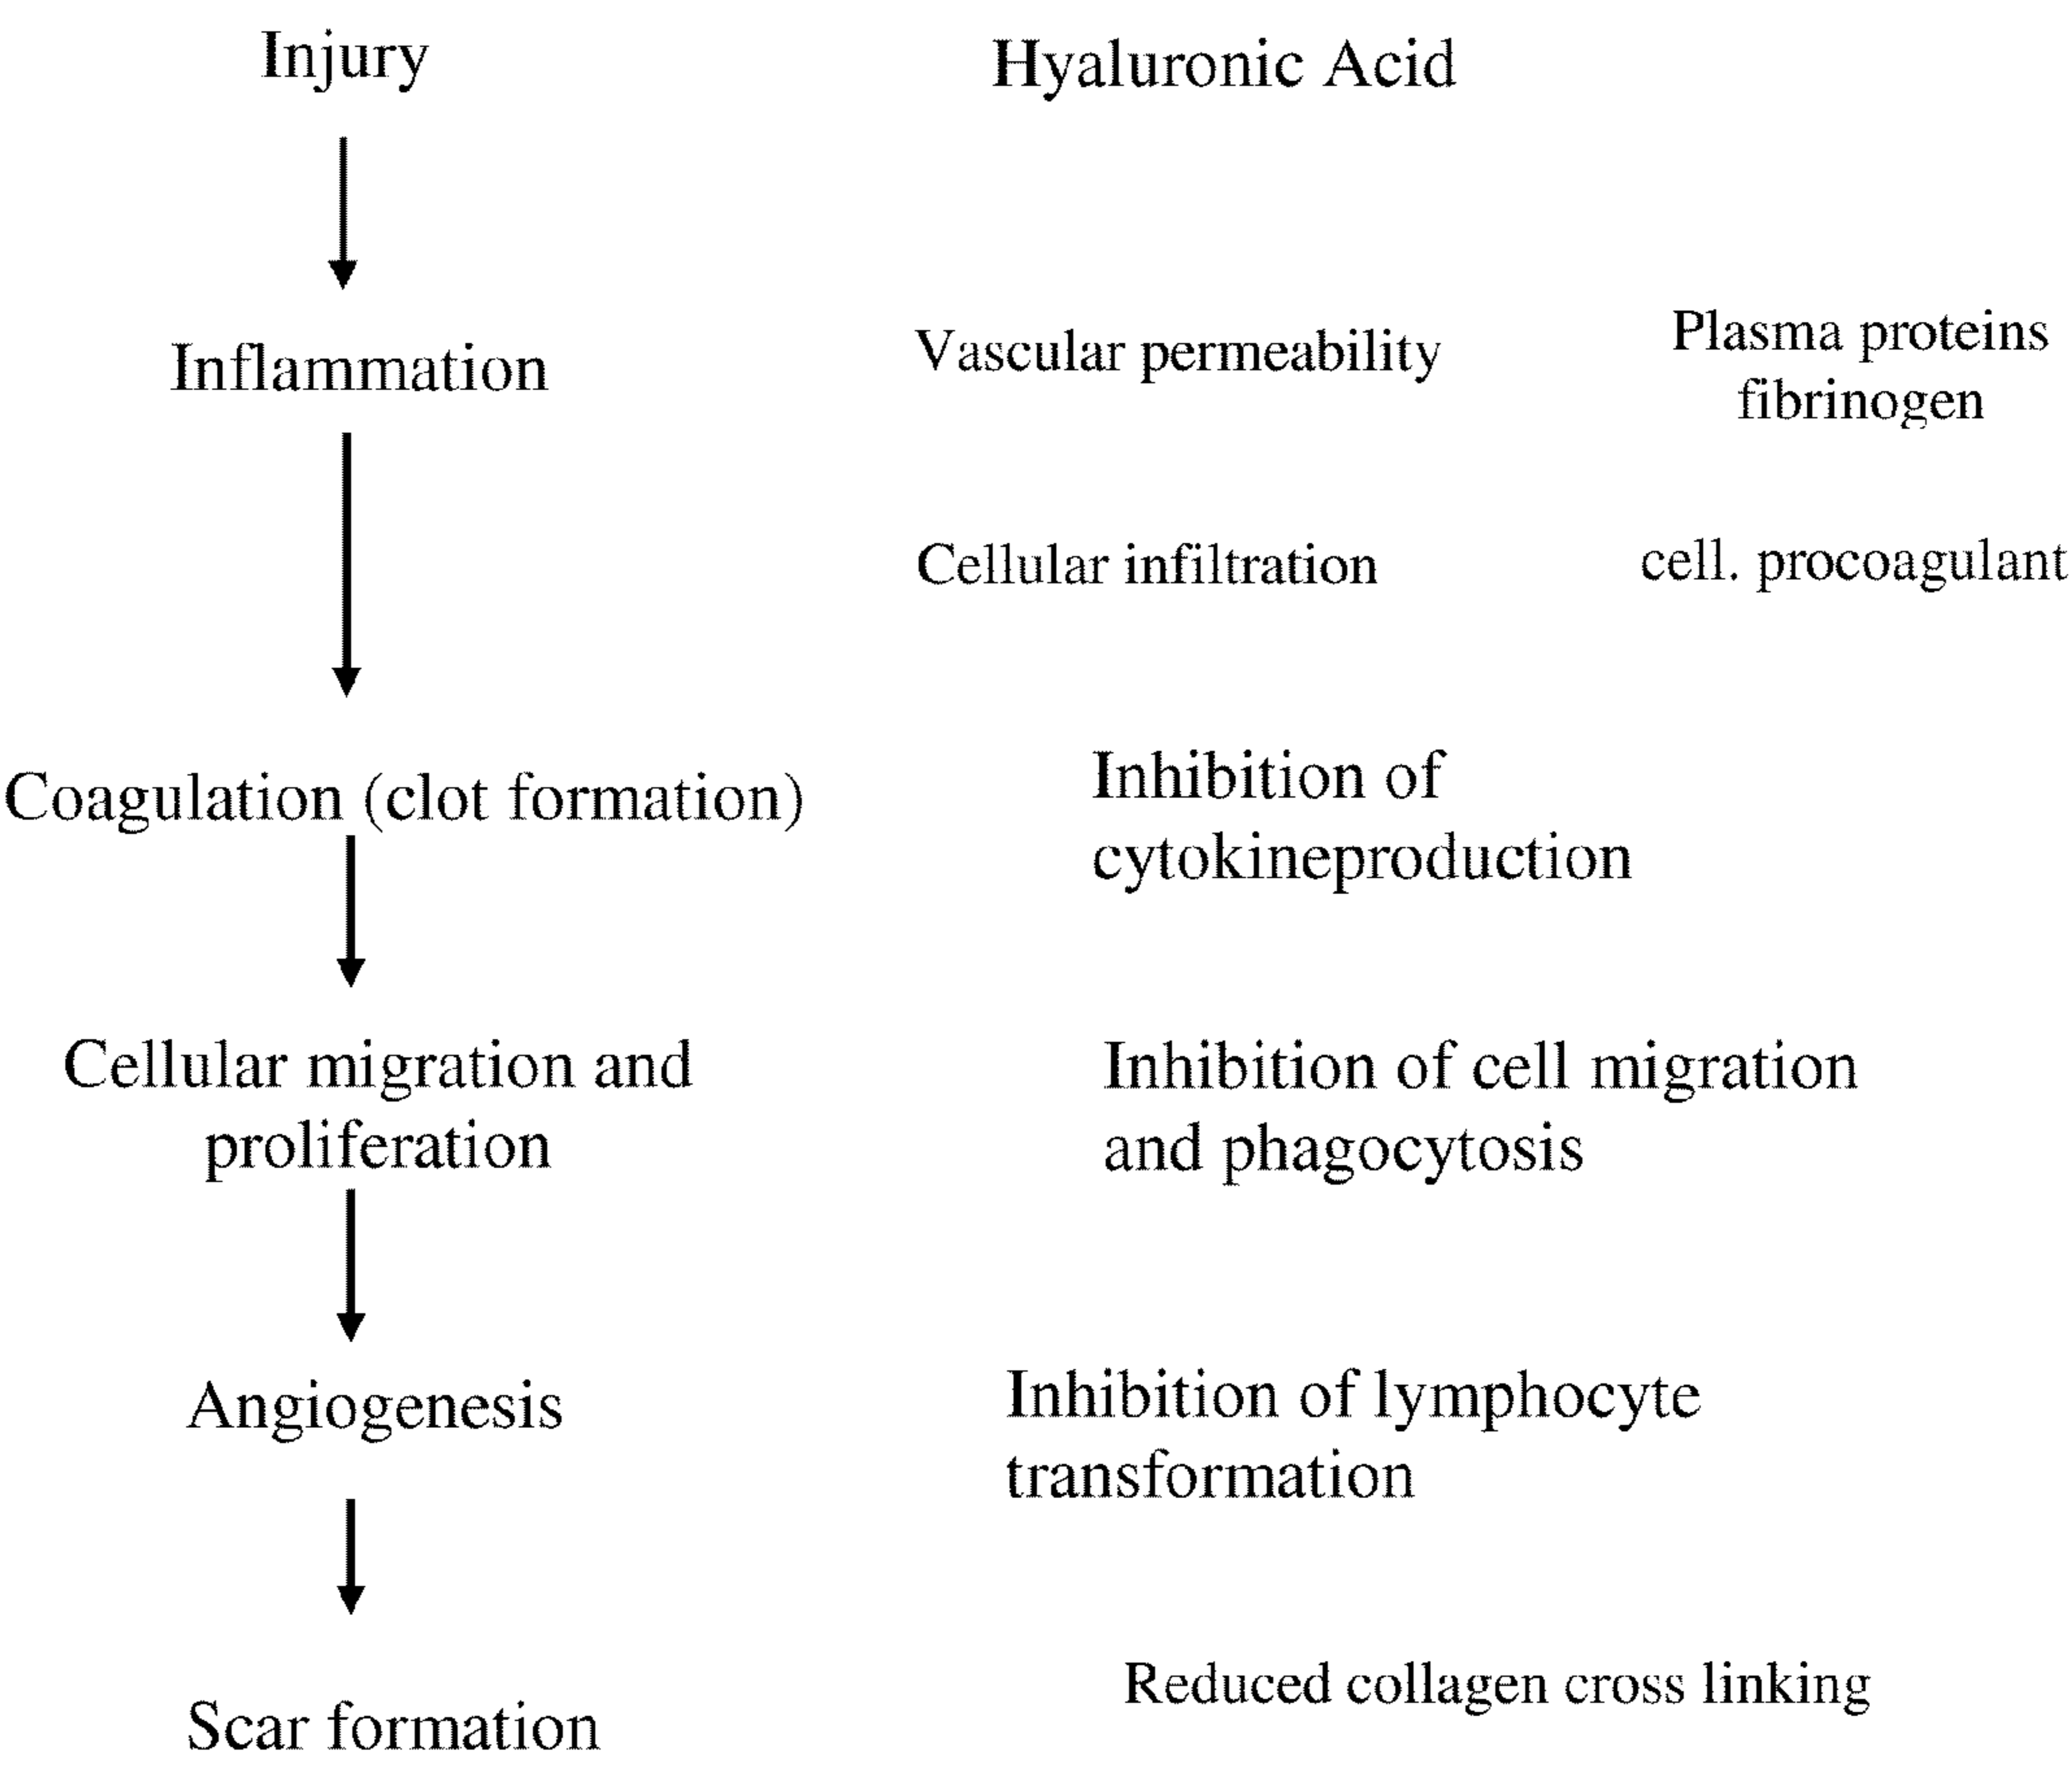 Injury
Hyaluronic Acid
Inflammation
Vascular permeability
Plasma proteins
fibrinogen
Cellular infiltration
cell. procoagulant
Coagulation (clot formation)
Inhibition of
cytokineproduction
Cellular migration and
proliferation
Inhibition of cell migration
and phagocytosis
Angiogenesis
Inhibition of lymphocyte
transformation
Scar formation
Reduced collagen cross linking